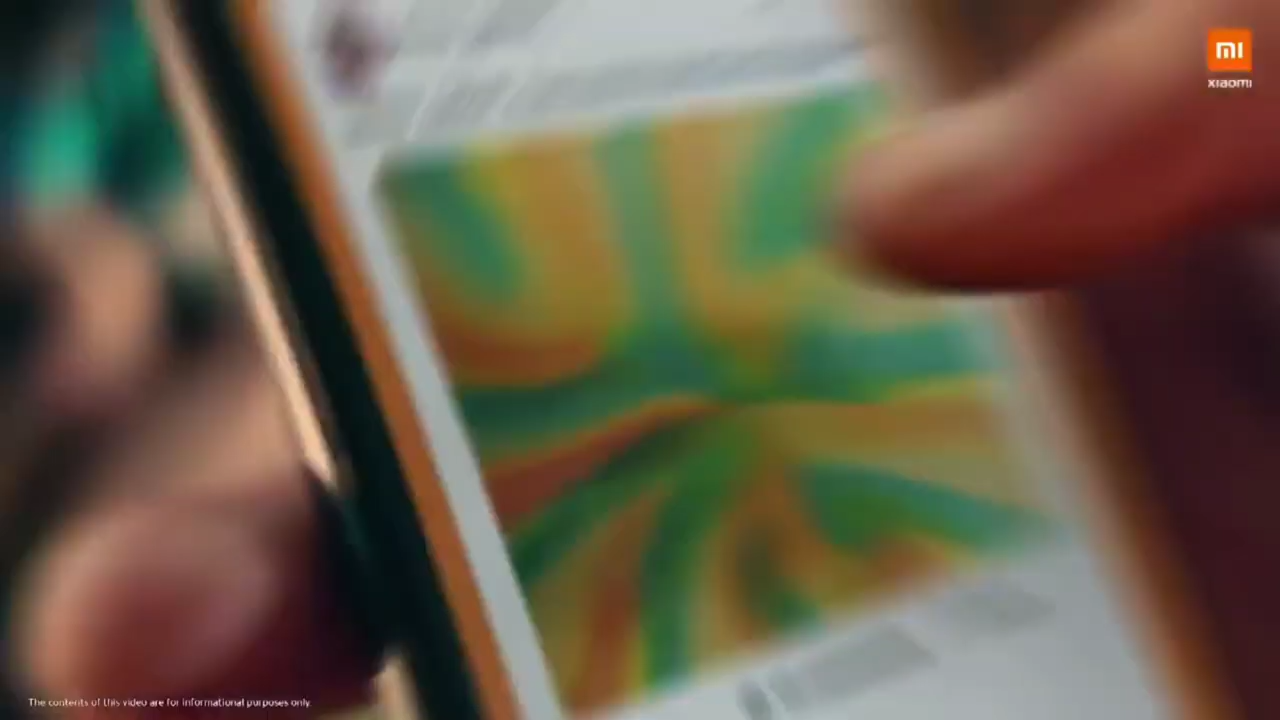 mi
xiaomi
The contents of this video are for informational purposes only.